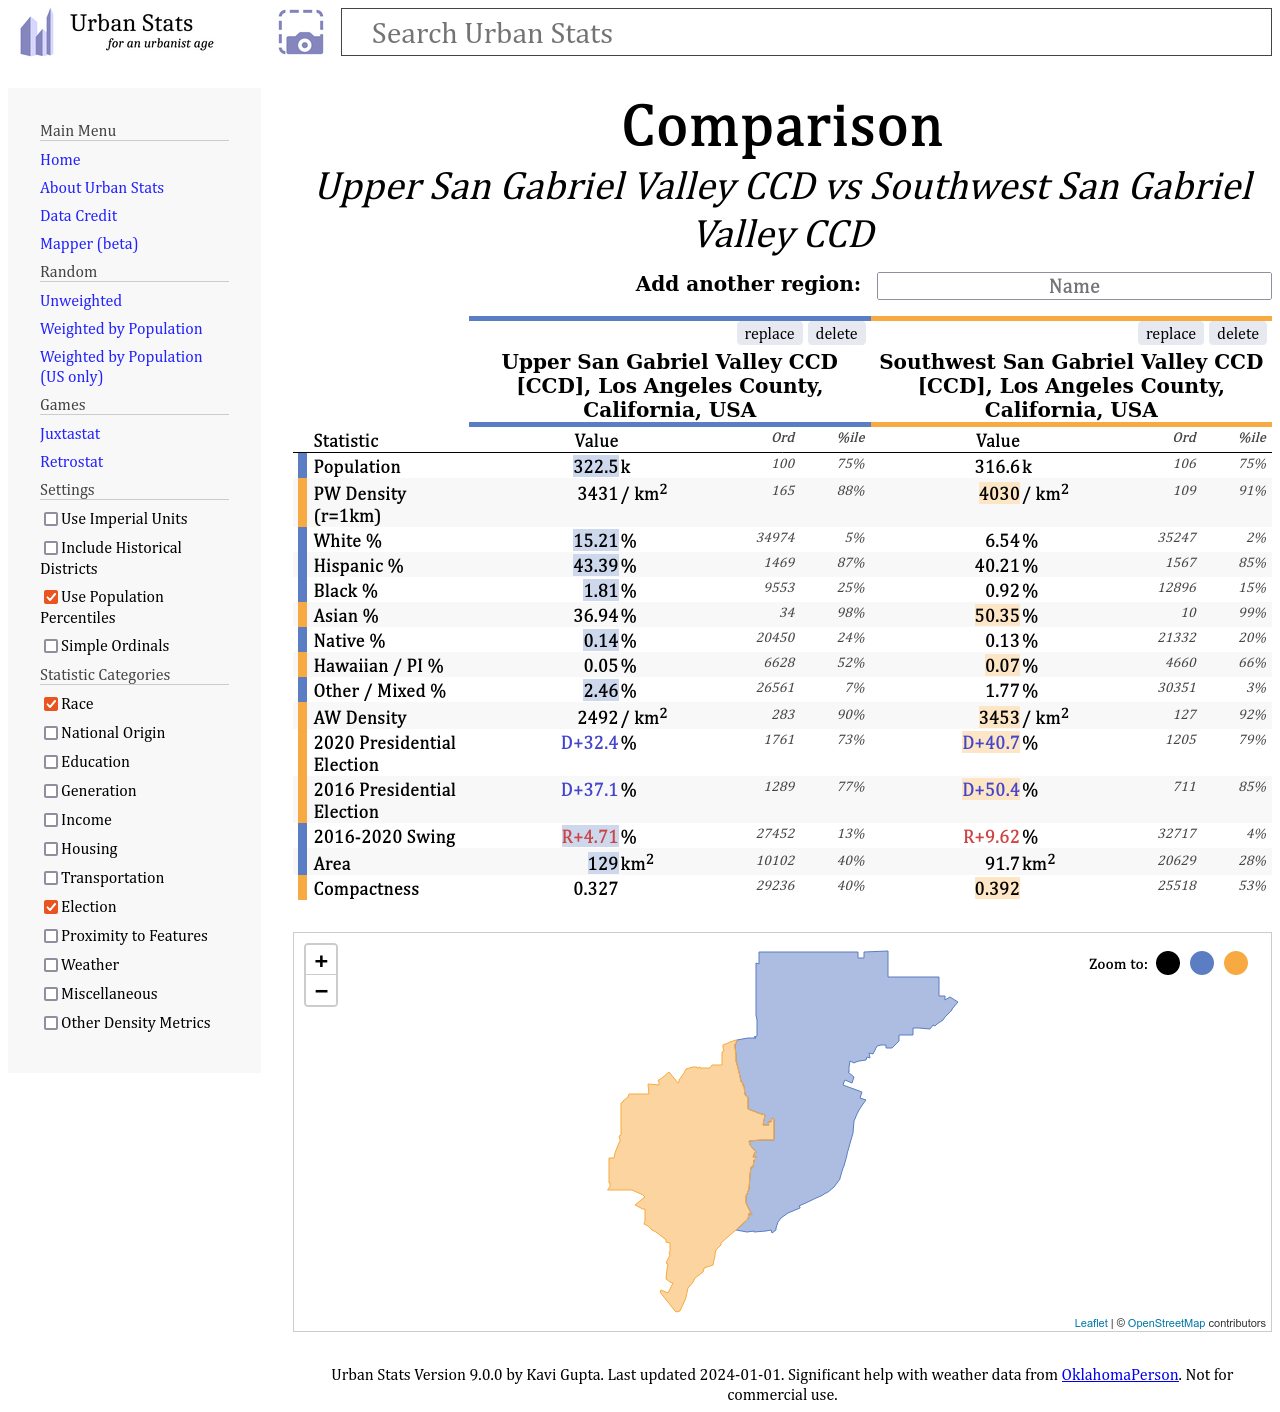 Urban Stats
for an urbanist age
Search Urban Stats
Main Menu
Home
About Urban Stats
Data Credit
Mapper (beta)
Random
Unweighted
Weighted by Population
Weighted by Population
(US only)
Games
Juxtastat
Retrostat
Settings
Use Imperial Units
Include Historical
Districts
Use Population
Percentiles
Simple Ordinals
Statistic Categories
Race
National Origin
Education
Generation
Income
Housing
Transportation
Election
Proximity to Features
Weather
Miscellaneous
Other Density Metrics
Comparison
Upper San Gabriel Valley CCD vs Southwest San Gabriel
Valley CCD
Add another region: Name
replace delete replace delete
Upper San Gabriel Valley CCD Southwest San Gabriel Valley CCD
[CCD], Los Angeles County, [CCD], Los Angeles County,
California, USA California, USA
Statistic Value Ord %ile Value Ord %ile
Population 322.5 k 100 75% 316.6 k 106 75%
PW Density 3431 / km² 165 88% 4030 / km² 109 91%
(r=1km)
White % 15.21 % 34974 5% 6.54 % 35247 2%
Hispanic % 43.39 % 1469 87% 40.21 % 1567 85%
Black % 1.81 % 9553 25% 0.92 % 12896 15%
Asian % 36.94 % 34 98% 50.35 % 10 99%
Native % 0.14 % 20450 24% 0.13 % 21332 20%
Hawaiian / PI % 0.05 % 6628 52% 0.07 % 4660 66%
Other / Mixed % 2.46 % 26561 7% 1.77 % 30351 3%
AW Density 2492 / km² 283 90% 3453 / km² 127 92%
2020 Presidential D+32.4 % 1761 73% D+40.7 % 1205 79%
Election
2016 Presidential D+37.1 % 1289 77% D+50.4 % 711 85%
Election
2016-2020 Swing R+4.71 % 27452 13% R+9.62 % 32717 4%
Area 129 km² 10102 40% 91.7 km² 20629 28%
Compactness 0.327 29236 40% 0.392 25518 53%
+
−
Zoom to:
Leaflet | © OpenStreetMap contributors
Urban Stats Version 9.0.0 by Kavi Gupta. Last updated 2024-01-01. Significant help with weather data from OklahomaPerson. Not for
commercial use.